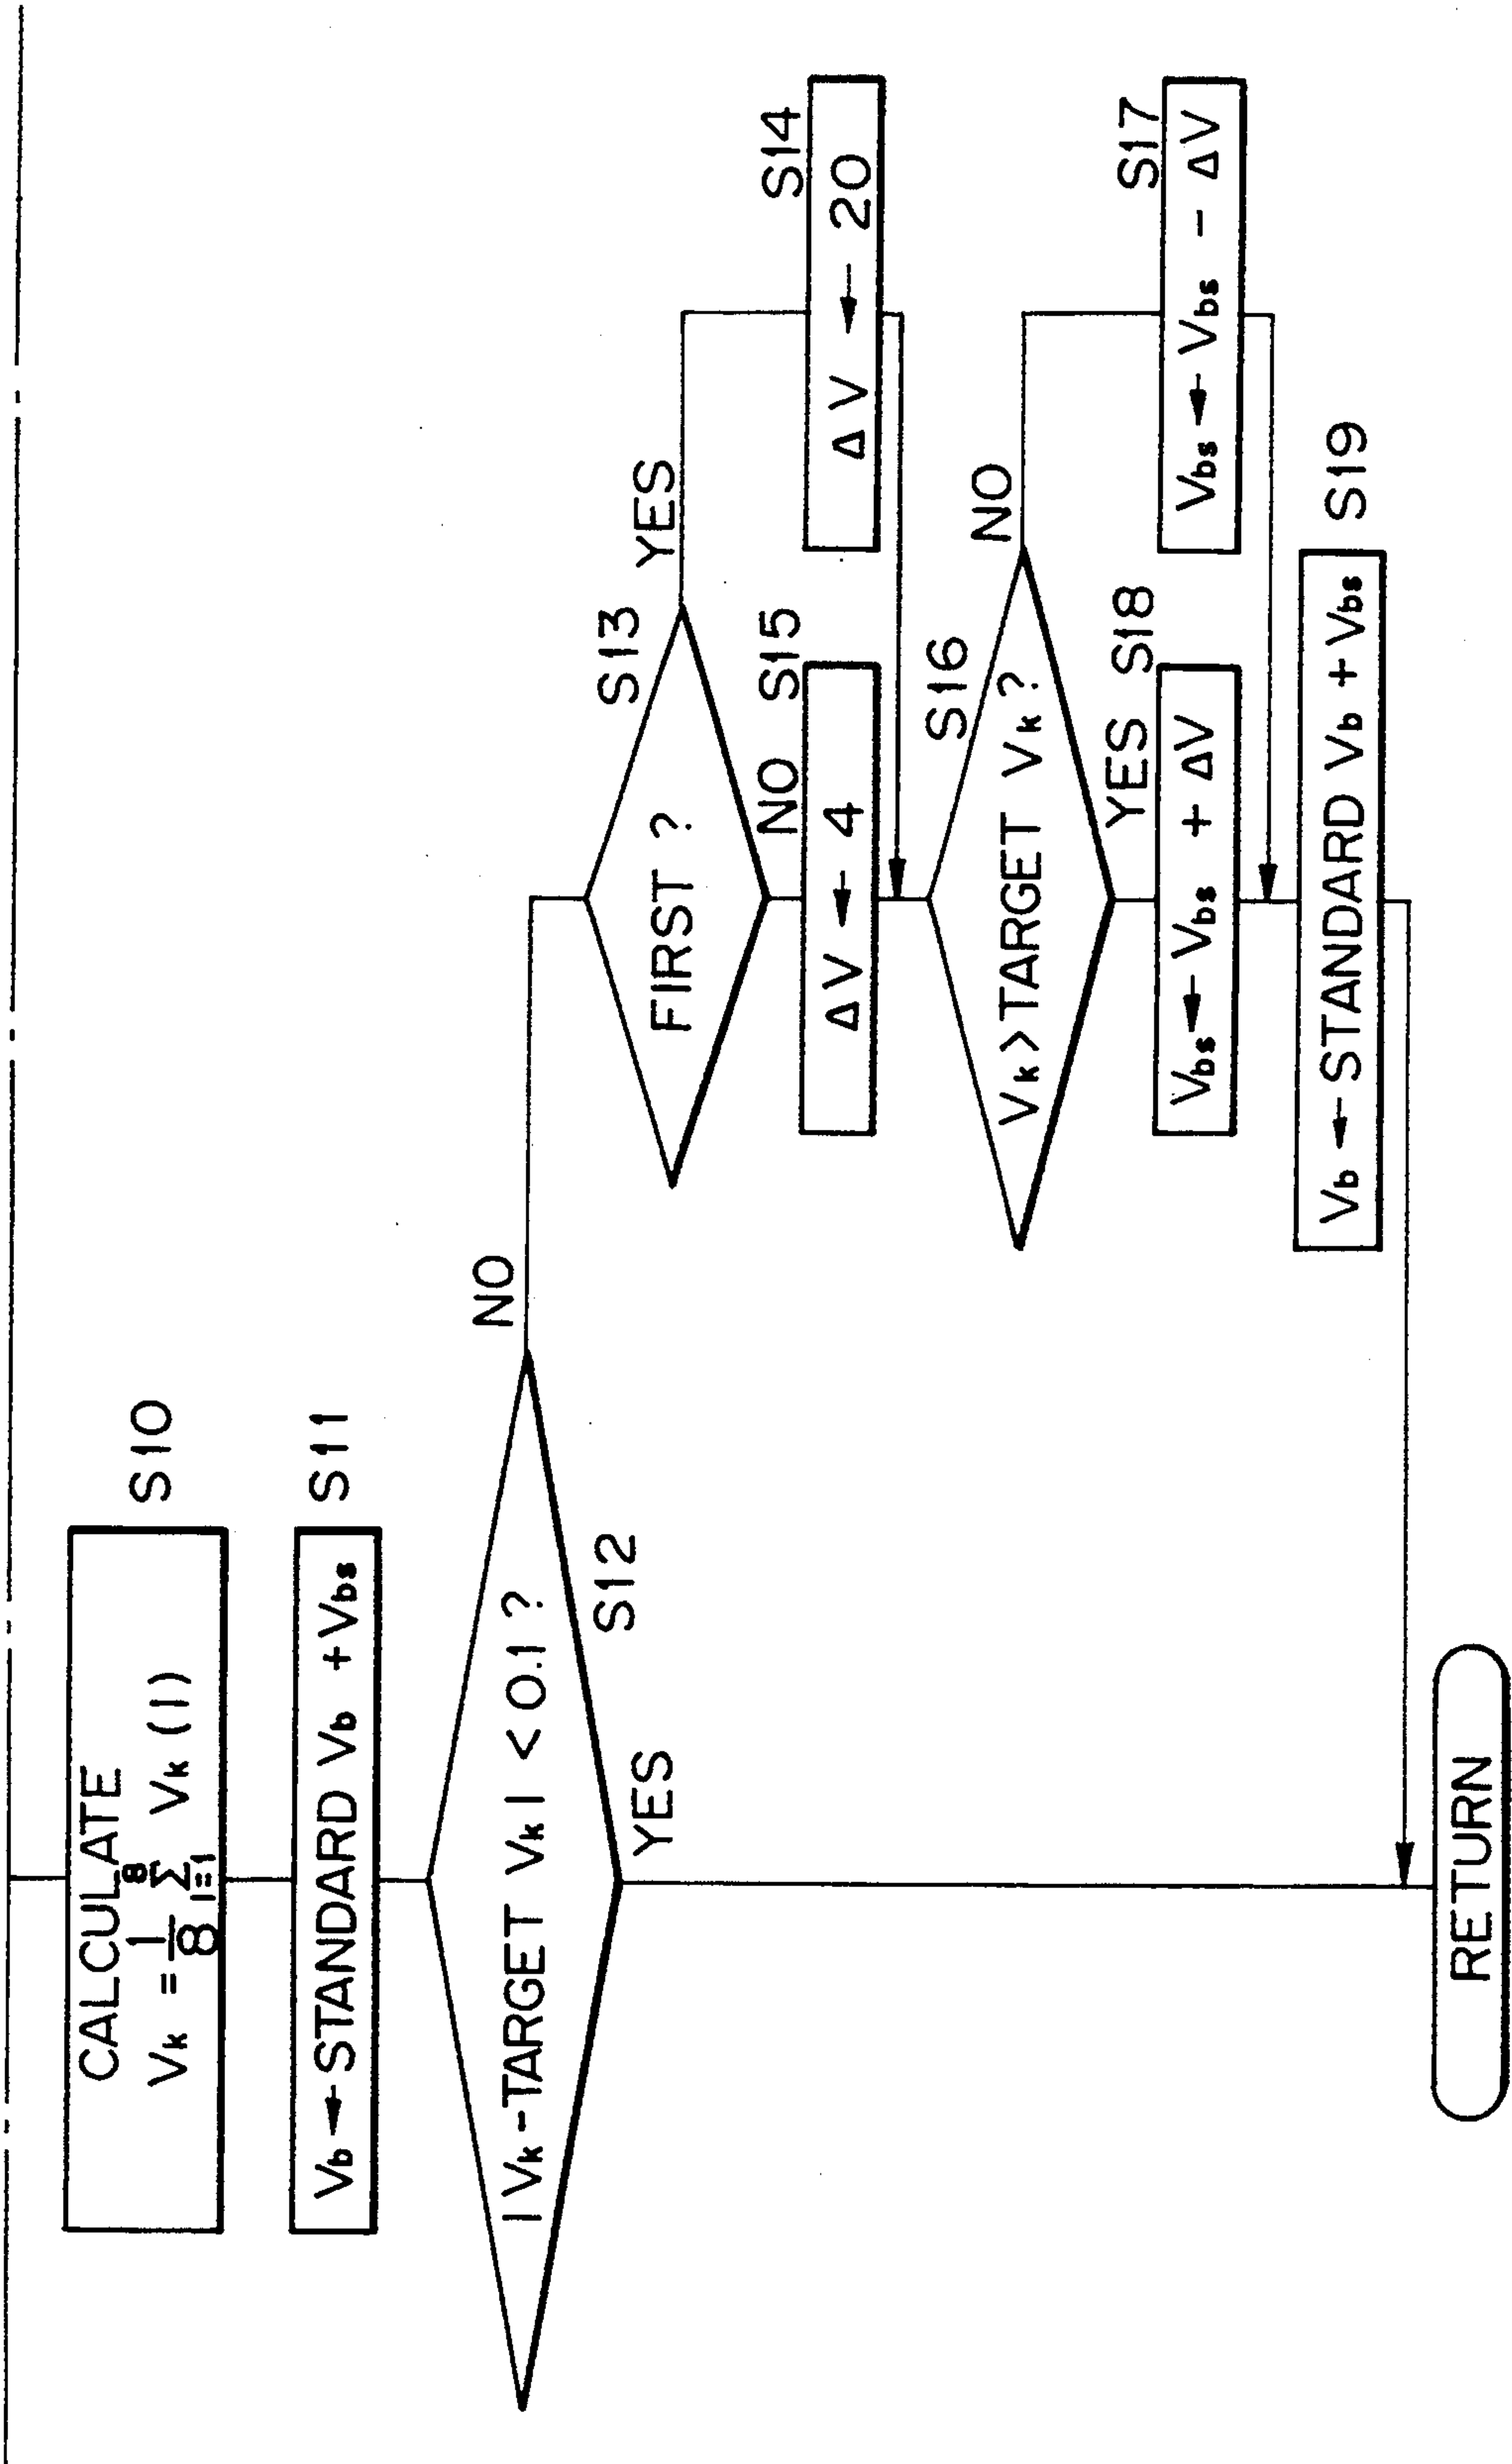 CALCULATE
Vk = 1/8 8ΣI=1 Vk (I)
S10
Vb ← STANDARD Vb + Vbs
S11
|Vk - TARGET Vk| < 0.1 ?
S12
NO
YES
FIRST ?
S13
YES
NO
ΔV ← 20
S14
ΔV ← 4
S15
Vk > TARGET Vk ?
S16
NO
YES
Vbs ← Vbs - ΔV
S17
Vbs ← Vbs + ΔV
S18
Vb ← STANDARD Vb + Vbs
S19
RETURN